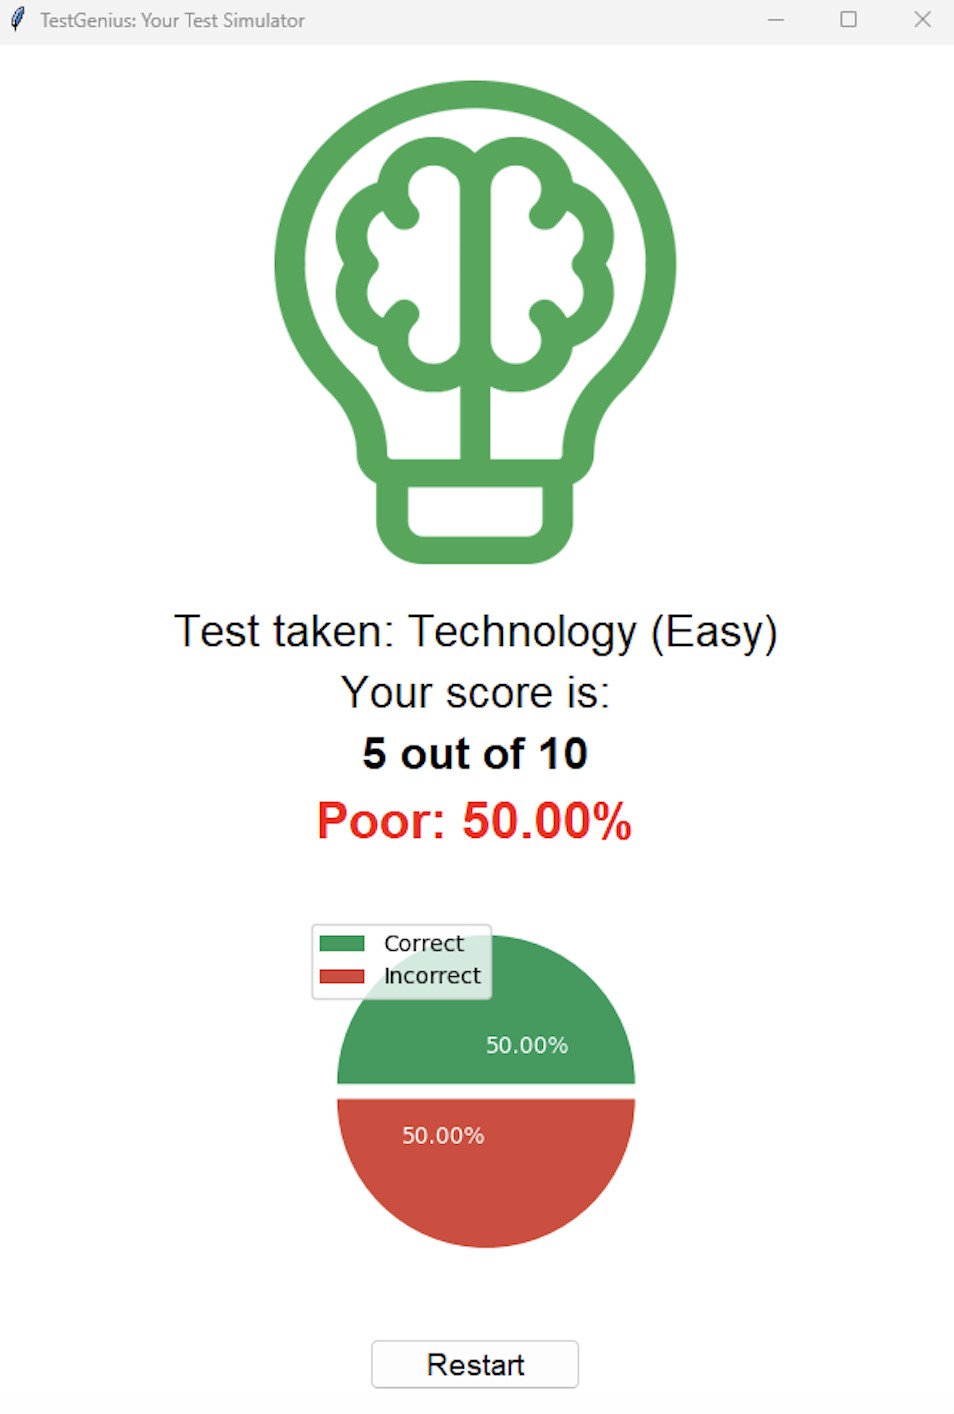 TestGenius: Your Test Simulator
Test taken: Technology (Easy)
Your score is:
5 out of 10
Poor: 50.00%
Correct
Incorrect
50.00%
50.00%
Restart